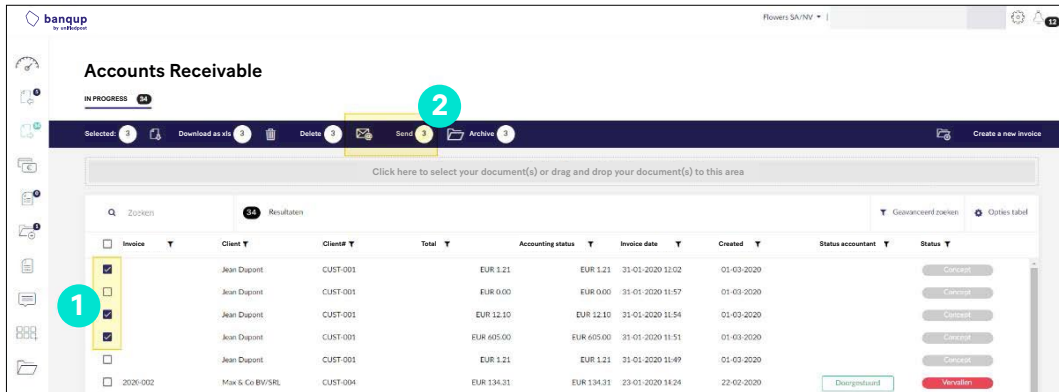 banqup
by unifiedpost
Flowers SA/NV
12
Accounts Receivable
IN PROGRESS 34
2
Selected: 3 Download as xls 3 Delete 3 Send 3 Archive 3 Create a new invoice
Click here to select your document(s) or drag and drop your document(s) to this area
Zoeken 34 Resultaten Geavanceerd zoeken Opties tabel
Invoice Client Client# Total Accounting status Invoice date Created Status accountant Status
Jean Dupont CUST-001 EUR 1.21 EUR 1.21 31-01-2020 12:02 01-03-2020 Concept
Jean Dupont CUST-001 EUR 0.00 EUR 0.00 31-01-2020 11:57 01-03-2020 Concept
1
Jean Dupont CUST-001 EUR 12.10 EUR 12.10 31-01-2020 11:54 01-03-2020 Concept
Jean Dupont CUST-001 EUR 605.00 EUR 605.00 31-01-2020 11:51 01-03-2020 Concept
Jean Dupont CUST-001 EUR 1.21 EUR 1.21 31-01-2020 11:49 01-03-2020 Concept
2020-002 Max & Co BV/SRL CUST-004 EUR 134.31 EUR 134.31 23-01-2020 14:24 22-02-2020 Doorgestuurd Vervallen